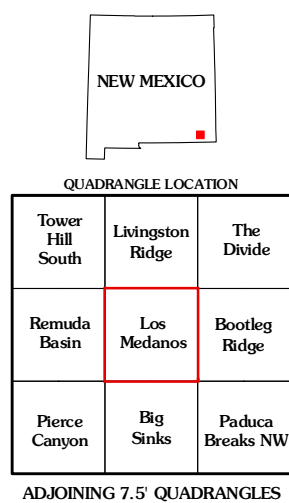 NEW MEXICO
QUADRANGLE LOCATION
Tower
Hill
South
Livingston
Ridge
The
Divide
Remuda
Basin
Los
Medanos
Bootleg
Ridge
Pierce
Canyon
Big
Sinks
Paduca
Breaks NW
ADJOINING 7.5' QUADRANGLES